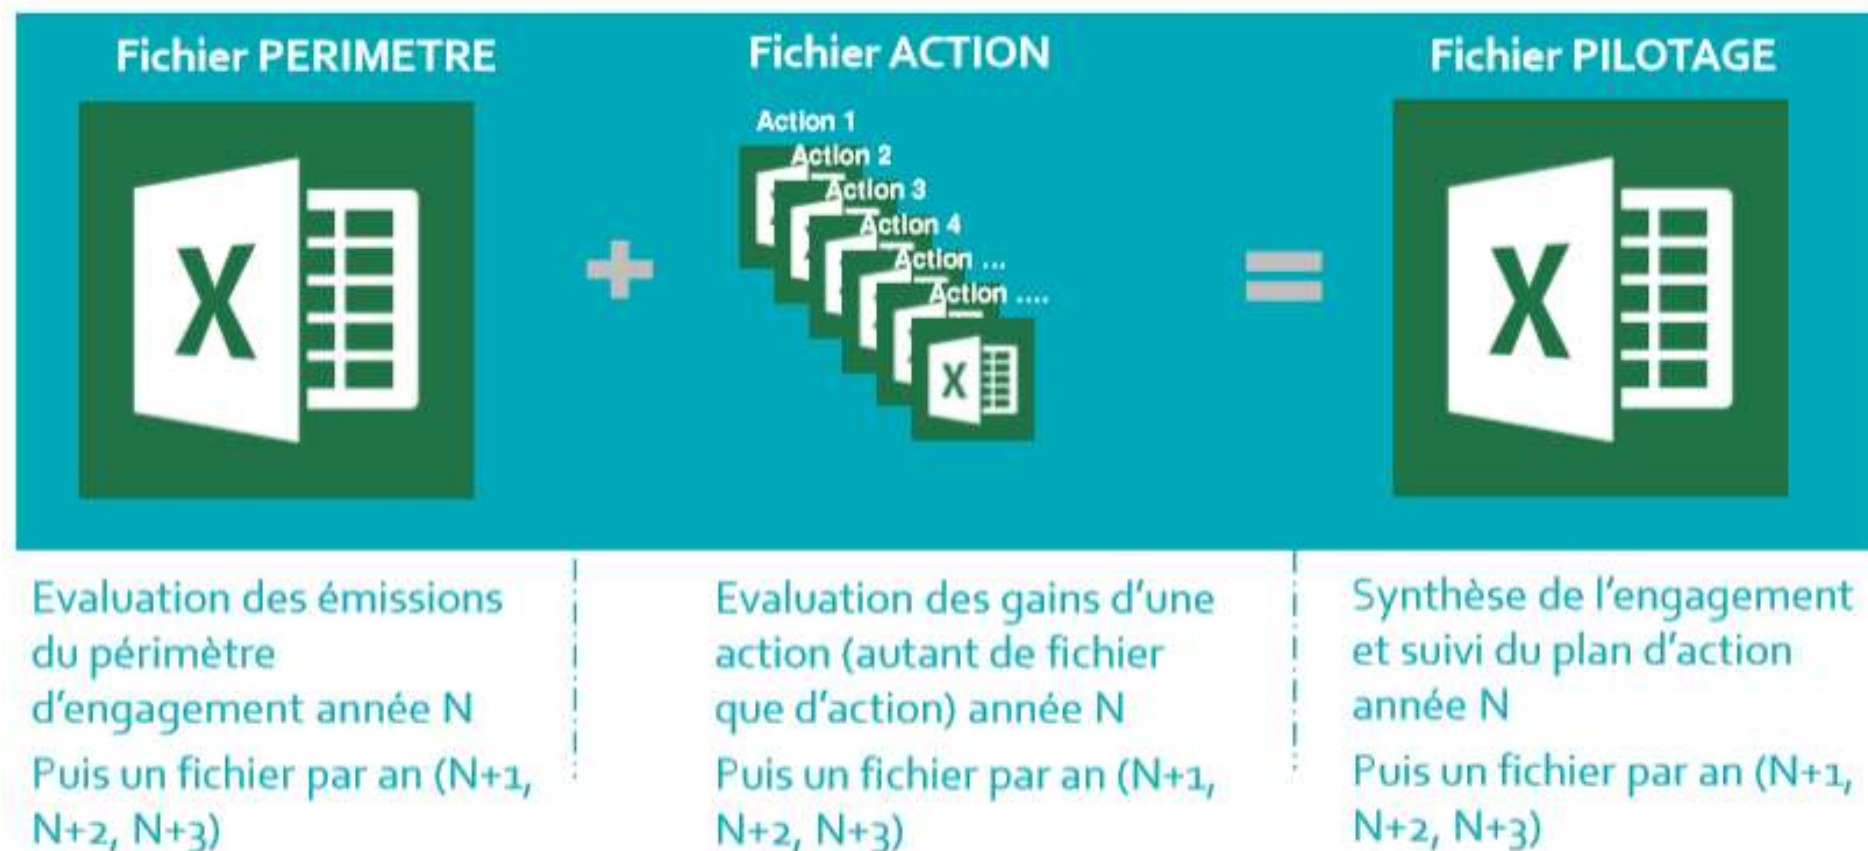 Fichier PERIMETRE
Fichier ACTION
Fichier PILOTAGE
Action 1
Action 2
Action 3
Action 4
Action ...
Action ....
X
+
X
=
X
Evaluation des émissions
du périmètre
d'engagement année N
Puis un fichier par an (N+1,
N+2, N+3)
Evaluation des gains d'une
action (autant de fichier
que d'action) année N
Puis un fichier par an (N+1,
N+2, N+3)
Synthèse de l'engagement
et suivi du plan d'action
année N
Puis un fichier par an (N+1,
N+2, N+3)